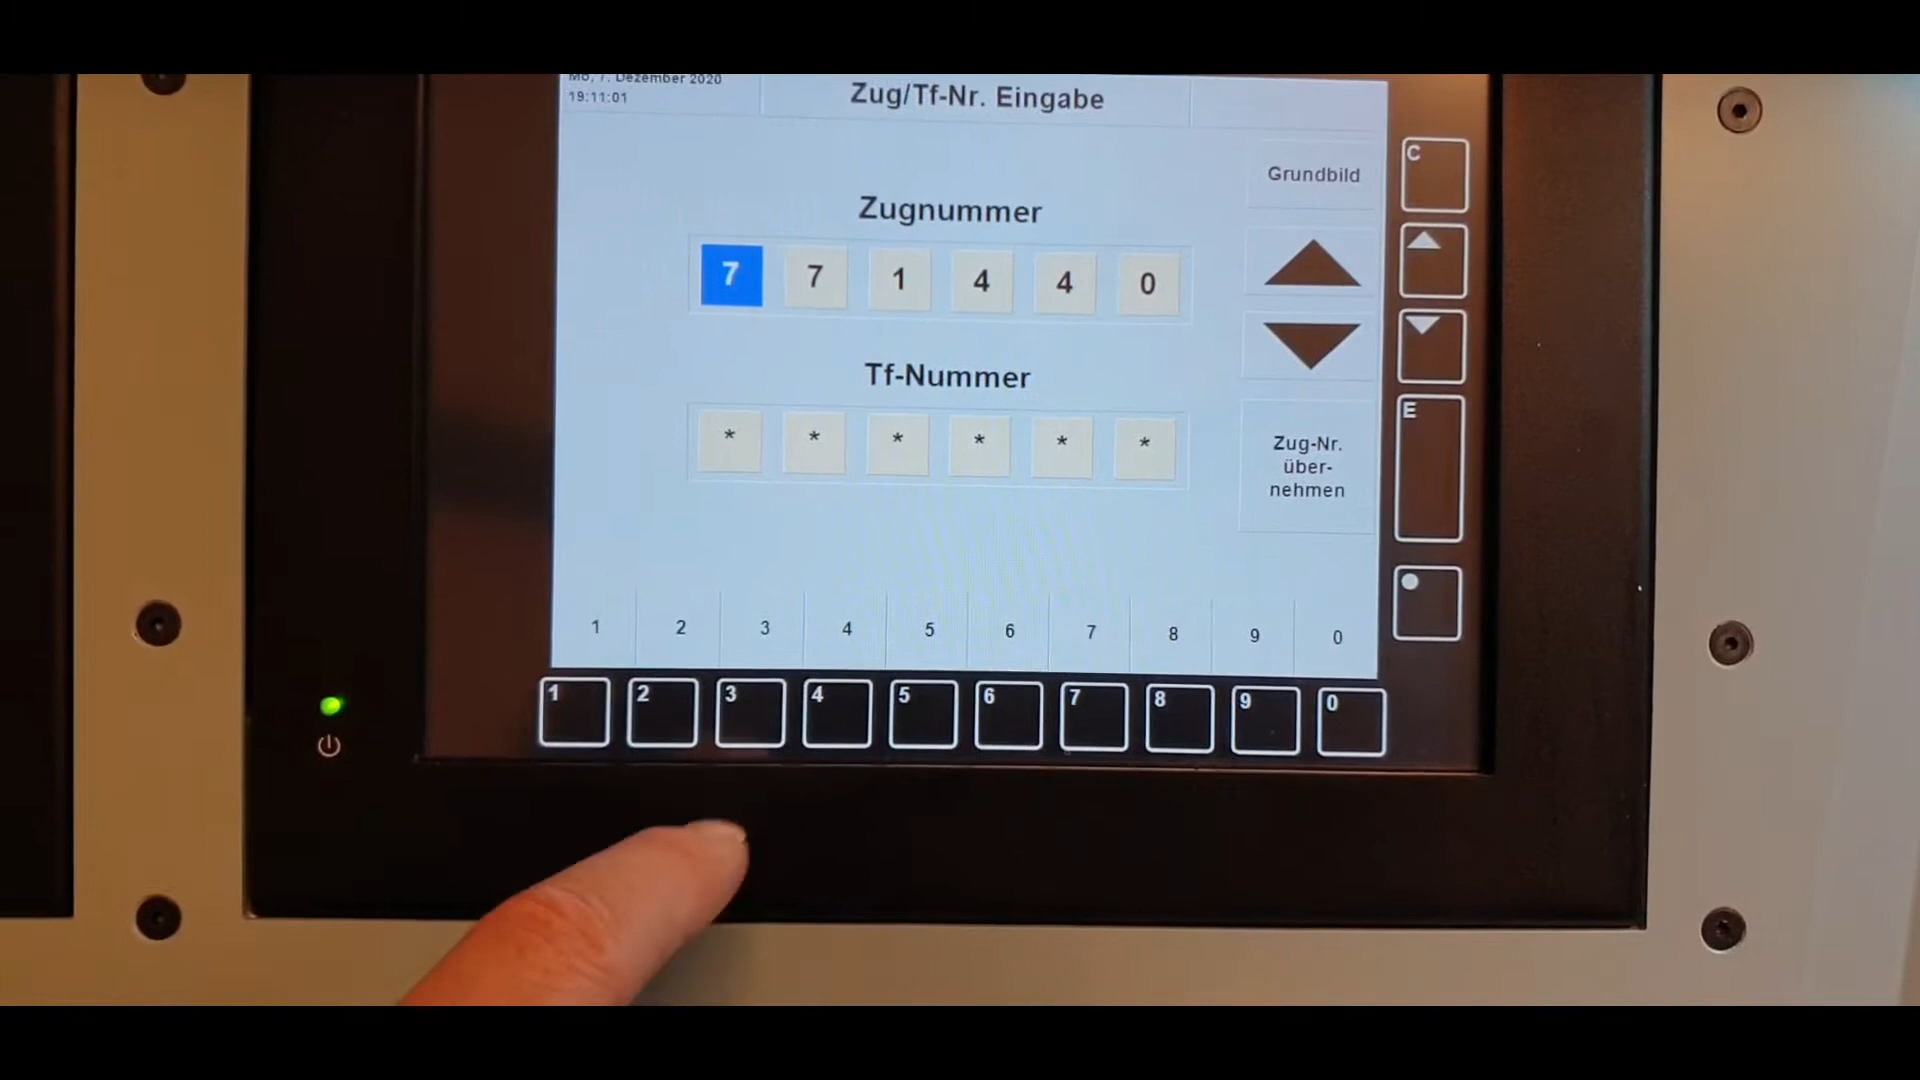 Mo, 7. Dezember 2020
19:11:01
Zug/Tf-Nr. Eingabe
Grundbild
C
Zugnummer
7 7 1 4 4 0
Tf-Nummer
* * * * * *
E
Zug-Nr.
über-
nehmen
1 2 3 4 5 6 7 8 9 0
1 2 3 4 5 6 7 8 9 0